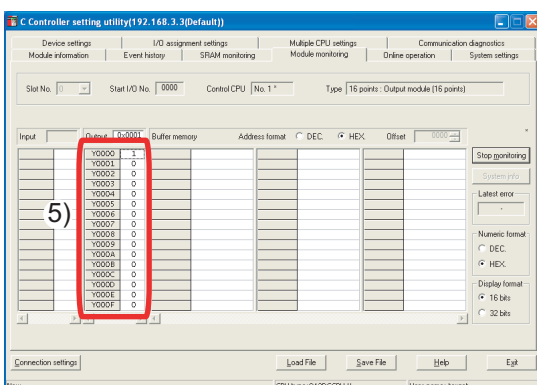 C Controller setting utility(192.168.3.3(Default))
Device settings I/O assignment settings Multiple CPU settings Communication diagnostics
Module information Event history SRAM monitoring Module monitoring Online operation System settings
Slot No. 0 Start I/O No. 0000 Control CPU No. 1 * Type 16 points : Output module (16 points)
Input Output 0x0001 Buffer memory Address format DEC. HEX. Offset 0000
Y0000 1
Y0001 0
Y0002 0
Y0003 0
Y0004 0
Y0005 0
Y0006 0
Y0007 0
Y0008 0
Y0009 0
Y000A 0
Y000B 0
Y000C 0
Y000D 0
Y000E 0
Y000F 0
5)
Stop monitoring
System info.
Latest error
-
Numeric format
DEC.
HEX.
Display format
16 bits
32 bits
Connection settings Load File Save File Help Exit